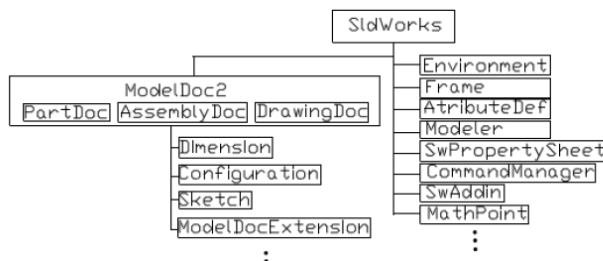 SldWorks
ModelDoc2
PartDoc AssemblyDoc DrawingDoc
DImensIon
Configuration
Sketch
ModelDocExtension
Environment
Frame
AtributeDef
Modeler
SwPropertySheet
CommandManager
SwAddin
MathPoint